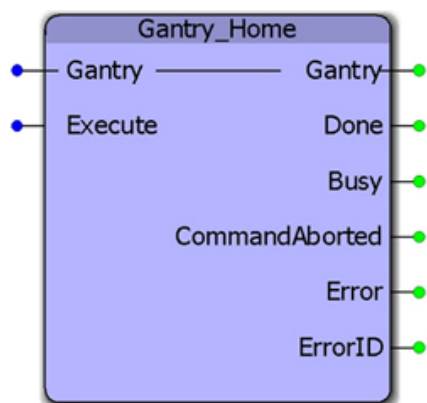 Gantry_Home
Gantry Gantry
Execute Done
Busy
CommandAborted
Error
ErrorID